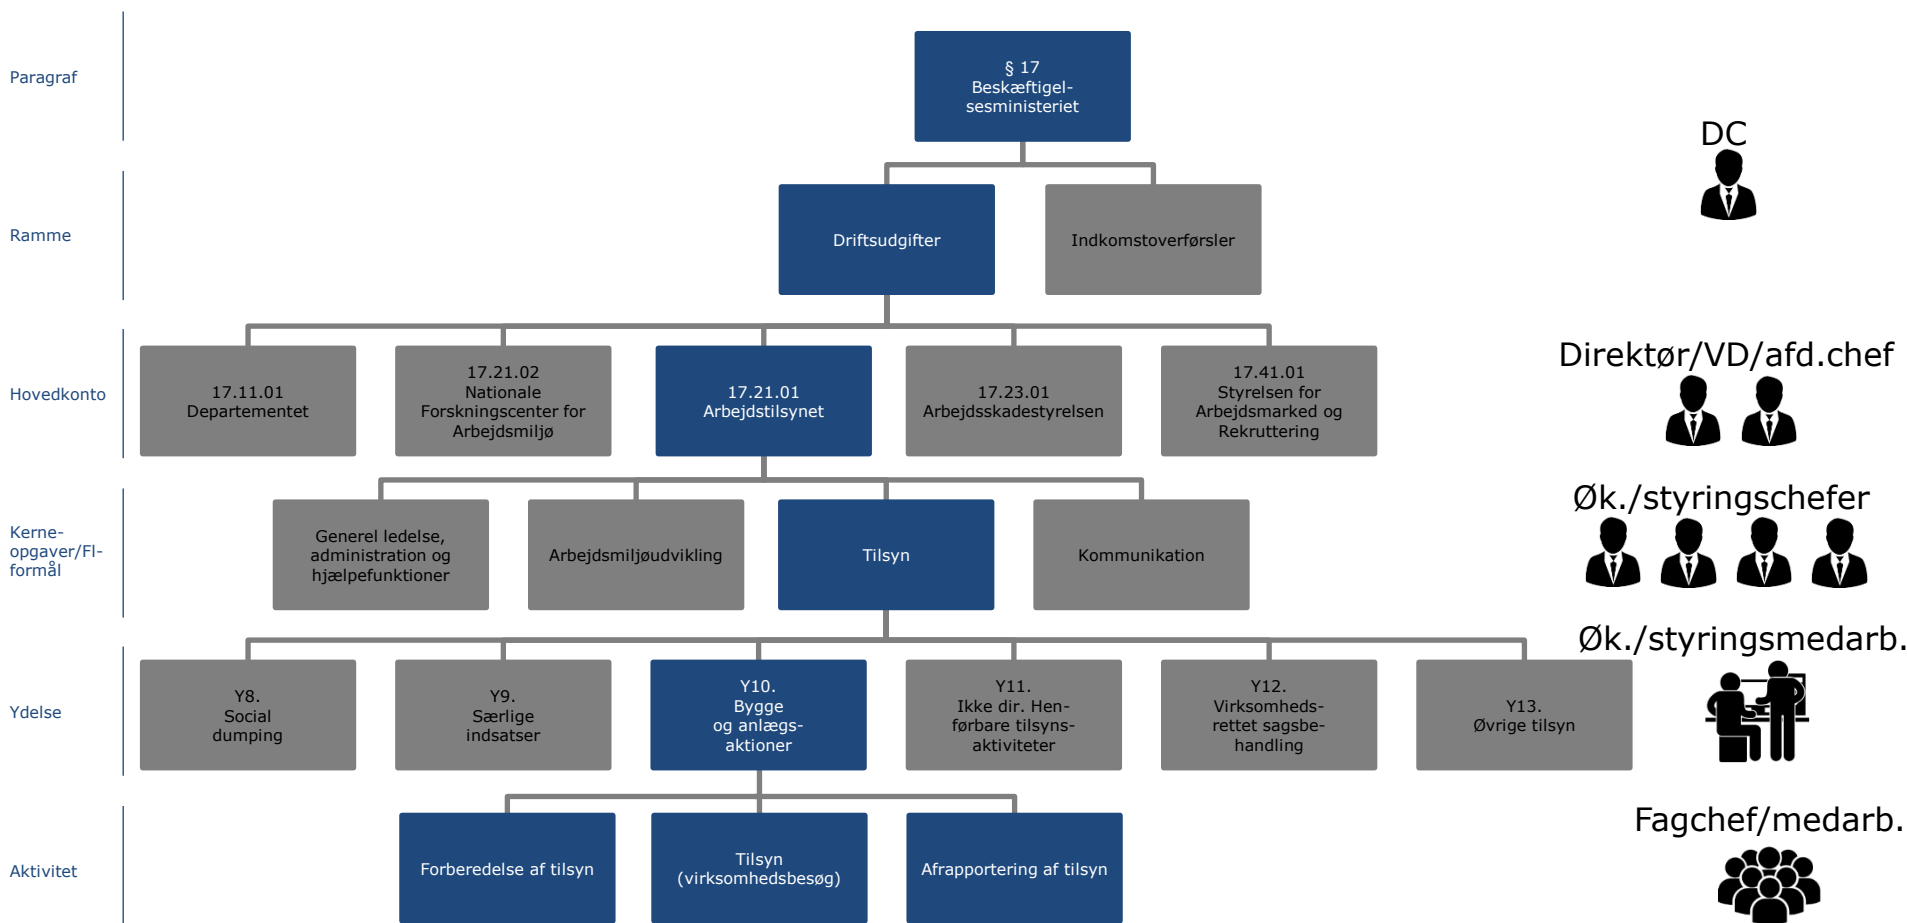 Paragraf
§ 17
Beskæftigel-
sesministeriet
DC
Ramme
Driftsudgifter
Indkomstoverførsler
Direktør/VD/afd.chef
Hovedkonto
17.11.01
Departementet
17.21.02
Nationale
Forskningscenter for
Arbejdsmiljø
17.21.01
Arbejdstilsynet
17.23.01
Arbejdsskadestyrelsen
17.41.01
Styrelsen for
Arbejdsmarked og
Rekruttering
Øk./styringschefer
Kerne-
opgaver/Fl-
formål
Generel ledelse,
administration og
hjælpefunktioner
Arbejdsmiljøudvikling
Tilsyn
Kommunikation
Øk./styringsmedarb.
Ydelse
Y8.
Social
dumping
Y9.
Særlige
indsatser
Y10.
Bygge
og anlægs-
aktioner
Y11.
Ikke dir. Hen-
førbare tilsyns-
aktiviteter
Y12.
Virksomheds-
rettet sagsbe-
handling
Y13.
Øvrige tilsyn
Fagchef/medarb.
Aktivitet
Forberedelse af tilsyn
Tilsyn
(virksomhedsbesøg)
Afrapportering af tilsyn